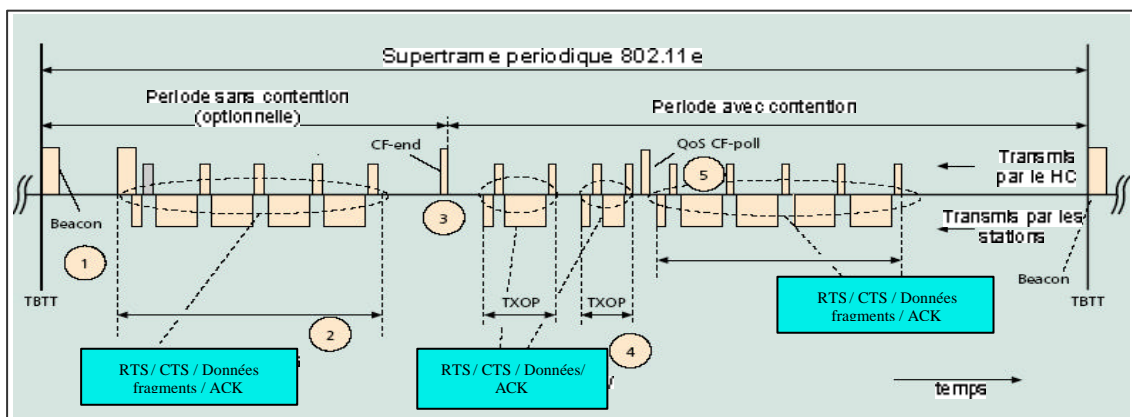 Supertrame periodique 802.11e
Periode sans contention
(optionnelle)
Periode avec contention
CF-end
QoS CF-poll
5
Transmis
par le HC
Beacon
3
Transmis par les
stations
1
Beacon
TBTT
TXOP
TXOP
TBTT
RTS / CTS / Données
fragments / ACK
2
4
RTS / CTS / Données
fragments / ACK
RTS / CTS / Données/
ACK
temps